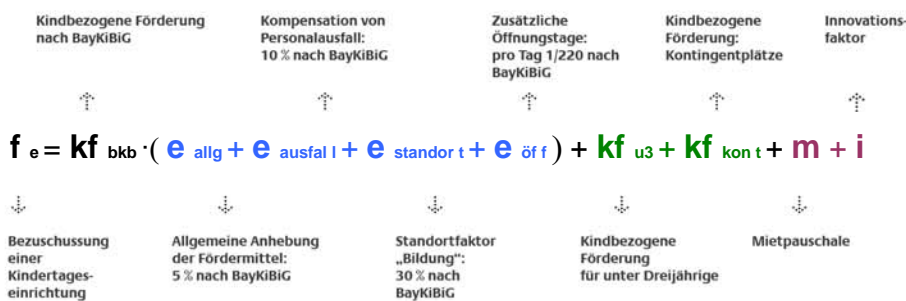 Kindbezogene Förderung
nach BayKiBiG
Kompensation von
Personalausfall:
10 % nach BayKiBiG
Zusätzliche
Öffnungstage:
pro Tag 1/220 nach
BayKiBiG
Kindbezogene
Förderung:
Kontingentplätze
Innovations-
faktor
f e = kf bkb ·( e allg + e ausfal l + e standor t + e öf f ) + kf u3 + kf kon t + m + i
Bezuschussung
einer
Kindertages-
einrichtung
Allgemeine Anhebung
der Fördermittel:
5 % nach BayKiBiG
Standortfaktor
„Bildung“:
30 % nach
BayKiBiG
Kindbezogene
Förderung
für unter Dreijährige
Mietpauschale